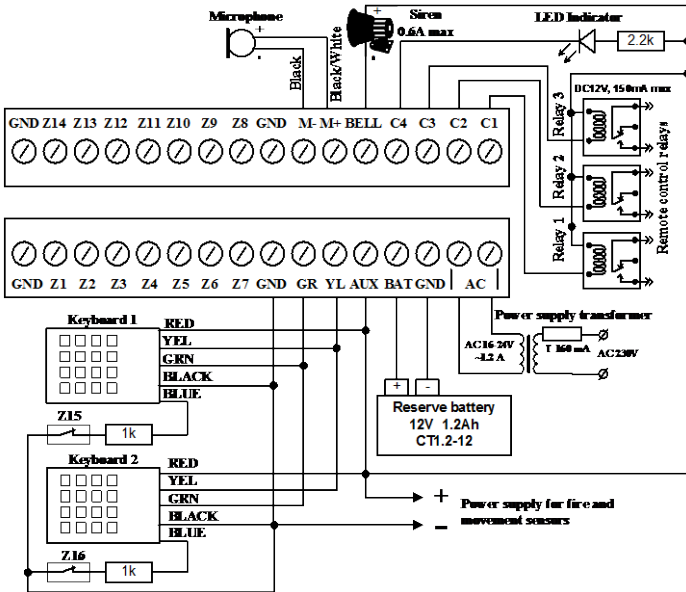 Microphone
+
-
Black
Black/White
Siren
0.6A max
+
-
LED Indicator
2.2k
DC12V, 150mA max
Relay 3
Relay 2
Relay 1
Remote control relays
GND Z14 Z13 Z12 Z11 Z10 Z9 Z8 GND M- M+ BELL C4 C3 C2 C1
GND Z1 Z2 Z3 Z4 Z5 Z6 Z7 GND GR YL AUX BAT GND AC
Keyboard 1
RED
YEL
GRN
BLACK
BLUE
Z15
1k
Power supply transformer
AC 16-24V
~1.2 A
T 160 mA
AC 230V
+ -
Reserve battery
12V 1.2Ah
CT1.2-12
Keyboard 2
RED
YEL
GRN
BLACK
BLUE
Z16
1k
+
-
Power supply for fire and
movement sensors